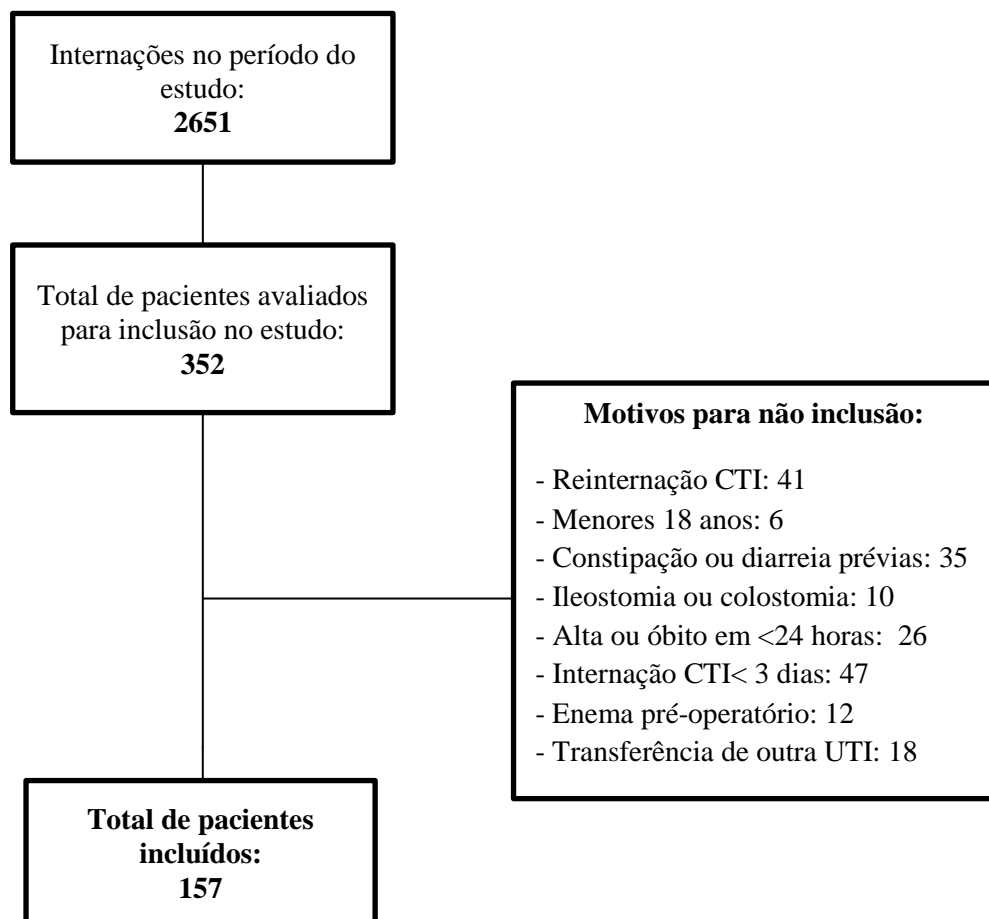 Internações no período do
estudo:
2651
Total de pacientes avaliados
para inclusão no estudo:
352
Motivos para não inclusão:
- Reinternação CTI: 41
- Menores 18 anos: 6
- Constipação ou diarreia prévias: 35
- Ileostomia ou colostomia: 10
- Alta ou óbito em <24 horas:  26
- Internação CTI< 3 dias: 47
- Enema pré-operatório: 12
- Transferência de outra UTI: 18
Total de pacientes
incluídos:
157